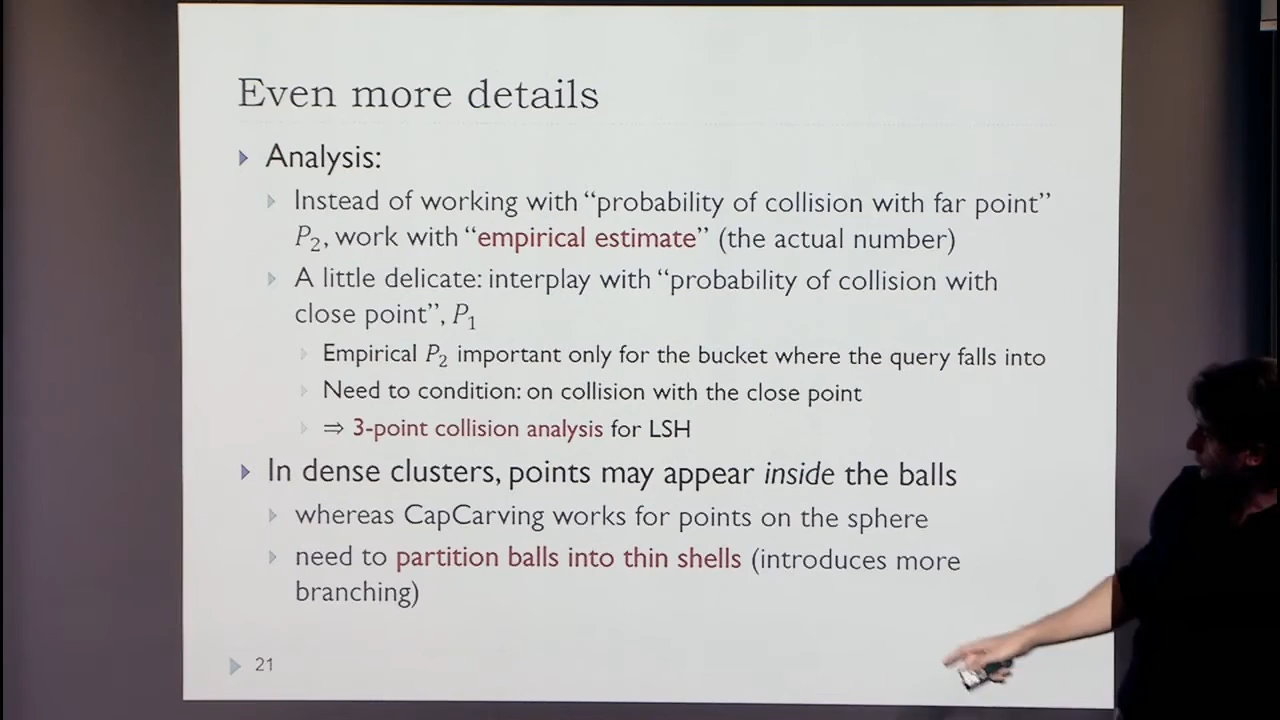 Even more details
Analysis:
Instead of working with “probability of collision with far point”
P₂, work with “empirical estimate” (the actual number)
A little delicate: interplay with “probability of collision with
close point”, P₁
Empirical P₂ important only for the bucket where the query falls into
Need to condition: on collision with the close point
⇒ 3-point collision analysis for LSH
In dense clusters, points may appear inside the balls
whereas CapCarving works for points on the sphere
need to partition balls into thin shells (introduces more
branching)
21